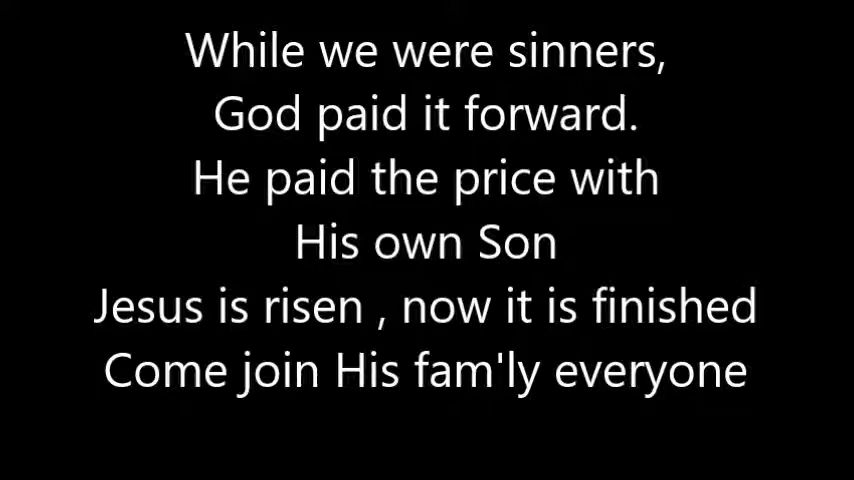 While we were sinners,
God paid it forward.
He paid the price with
His own Son
Jesus is risen , now it is finished
Come join His fam'ly everyone